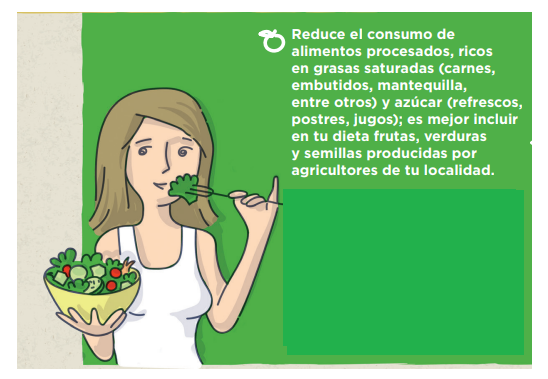 Reduce el consumo de
alimentos procesados, ricos
en grasas saturadas (carnes,
embutidos, mantequilla,
entre otros) y azúcar (refrescos,
postres, jugos); es mejor incluir
en tu dieta frutas, verduras
y semillas producidas por
agricultores de tu localidad.